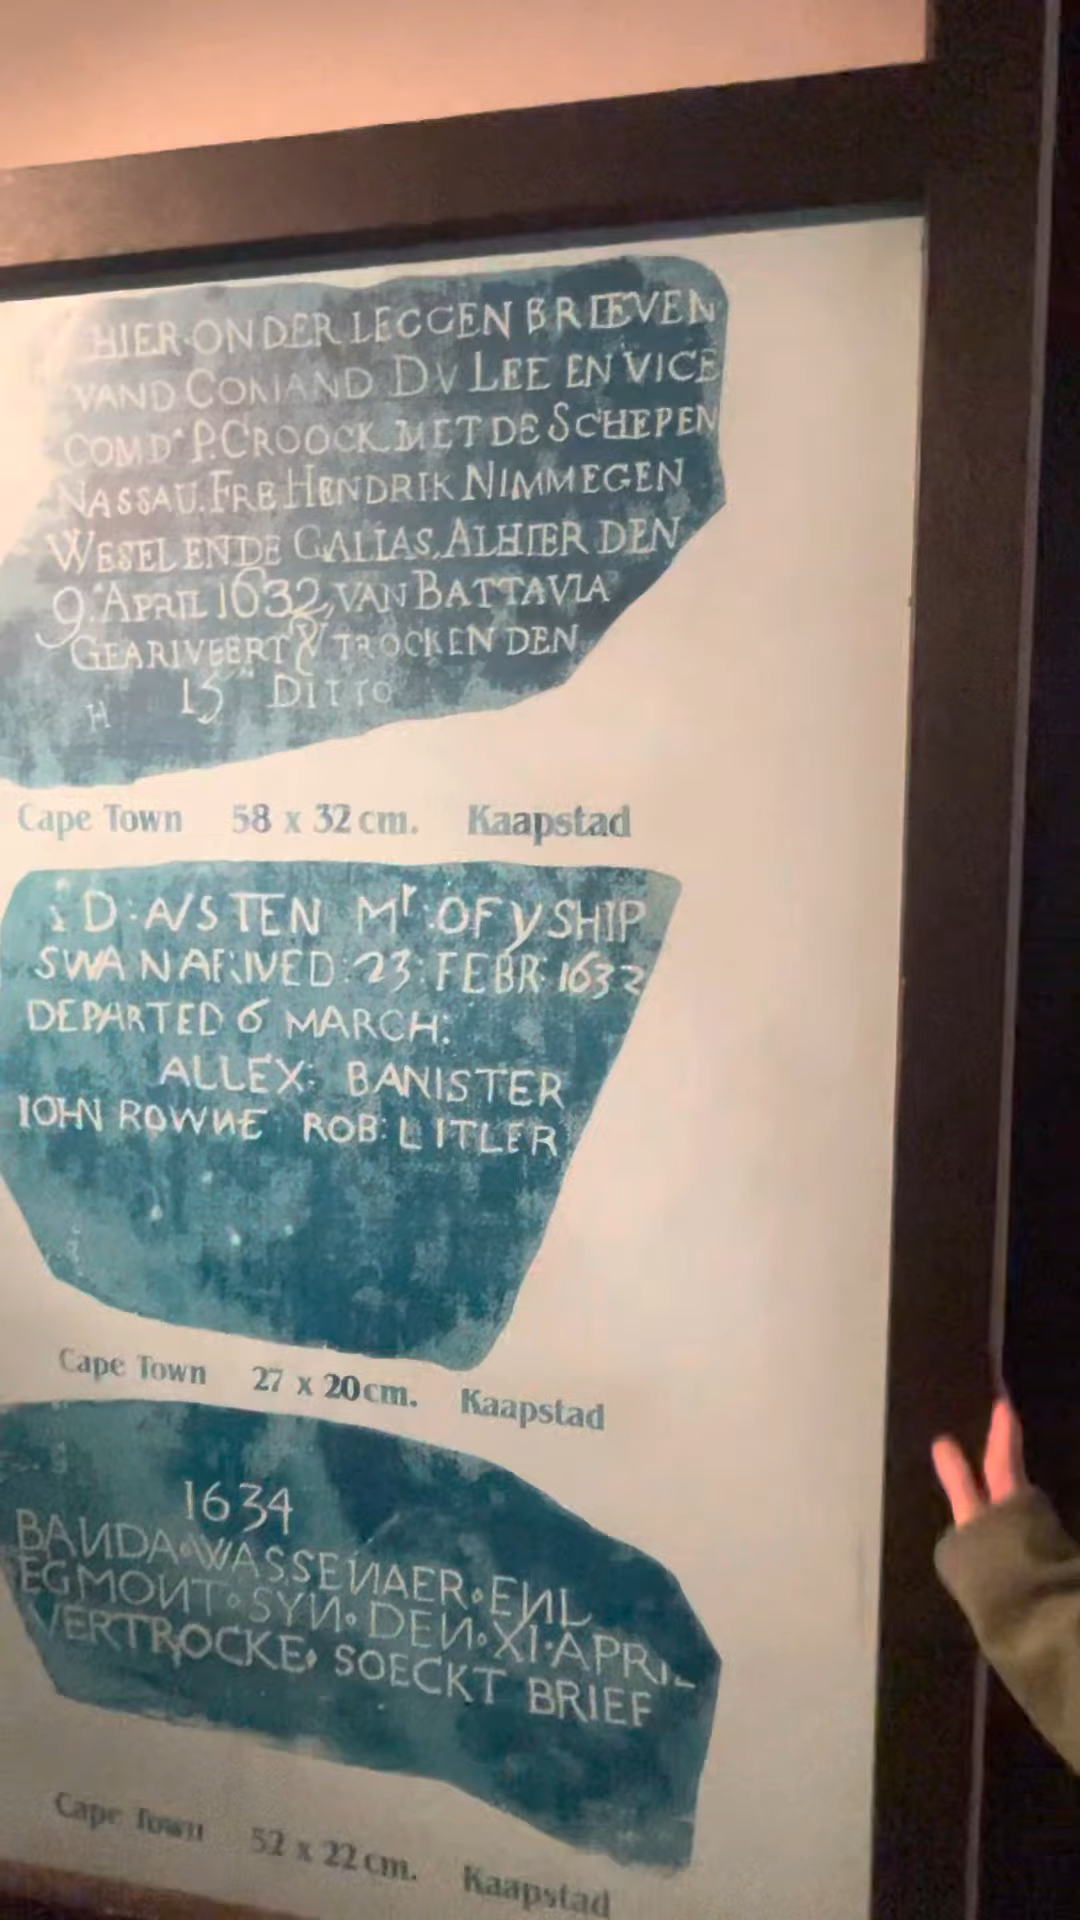 HIER·ONDER LEGGEN BRIEVEN
VAND COMAND DV LEE EN VICE
COMDr P.CROOCK MET DE SCHEPEN
NASSAU.FRE HENDRIK NIMMEGEN
WESEL ENDE GALIAS, ALHIER DEN
9 APRIL 1632, VAN BATTAVIA
GEARIVEERT & TROCKEN DEN
15 DITTO
H
Cape Town 58 x 32 cm. Kaapstad
D: Mr: OF y SHIP
SWAN ARIVED: 23: FEBR: 1632
DEPARTED 6 MARCH:
ALLEX: BANISTER
IOHN ROWNE ROB: LITLER
Cape Town 27 x 20 cm. Kaapstad
1634
BANDA∘WASSENAER∘ENL
EGMONT∘SYN∘DEN∘XI·APRIL
VERTROCKE∘ SOECKT BRIEF
Cape Town 52 x 22 cm. Kaapstad